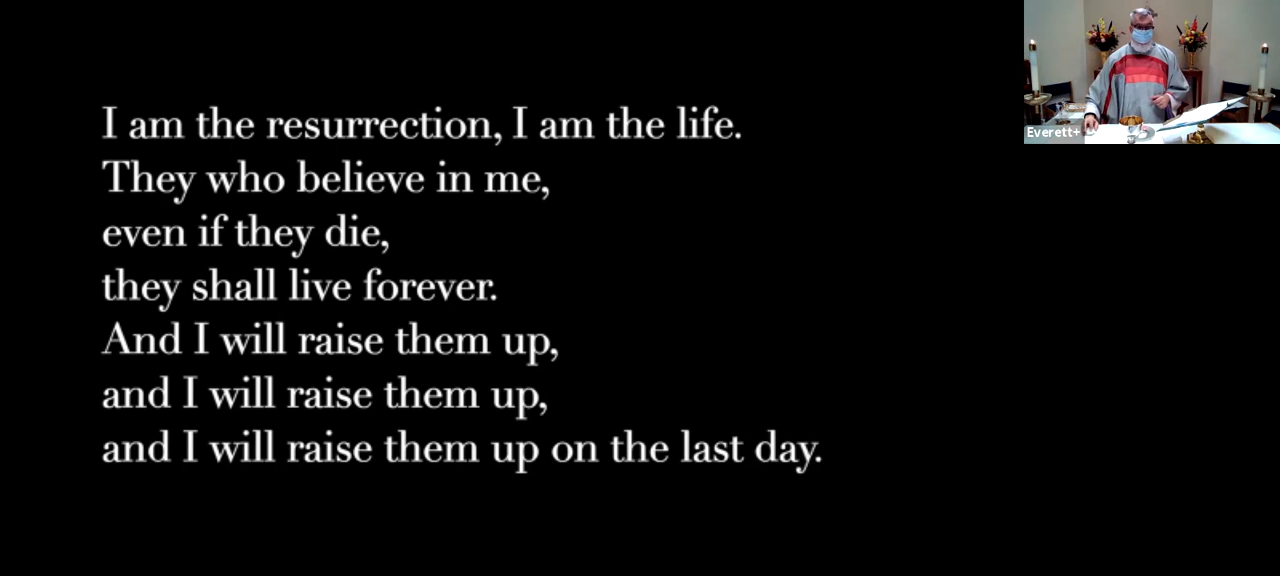 I am the resurrection, I am the life.
They who believe in me,
even if they die,
they shall live forever.
And I will raise them up,
and I will raise them up,
and I will raise them up on the last day.
Everett+